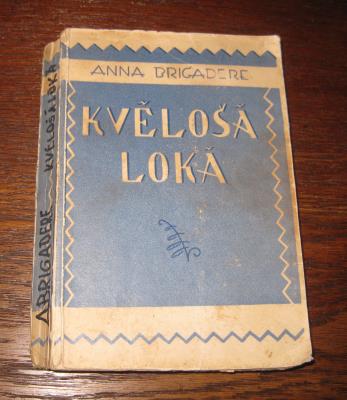 ANNA BRIGADERE
KVĒLOŠĀ
LOKĀ
A BRIGADERE KVĒLOŠĀ LOKĀ